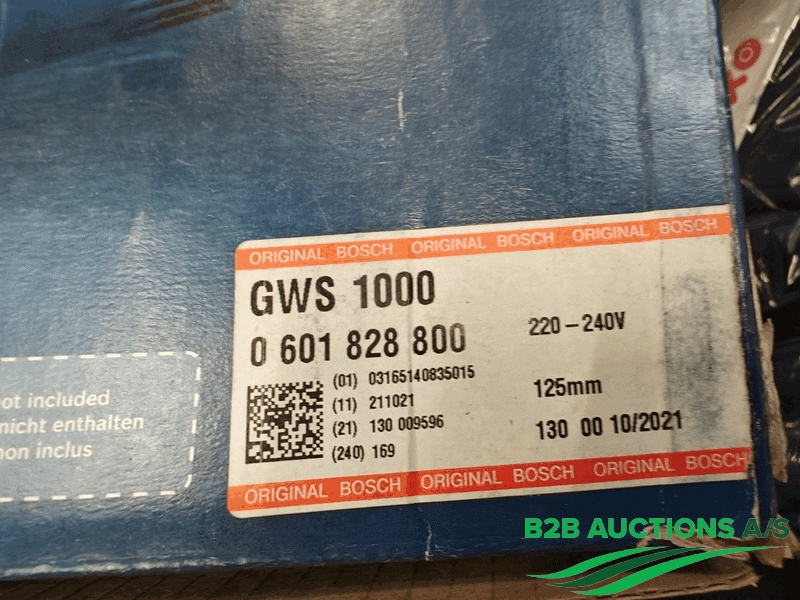 ORIGINAL BOSCH ORIGINAL BOSCH ORIGINAL BOSCH
GWS 1000
0 601 828 800
220-240V
(01) 03165140835015
(11) 211021
(21) 130 009596
(240) 169
125mm
130 00 10/2021
ORIGINAL BOSCH ORIGINAL BOSCH ORIGINAL BOSCH
ot included
nicht enthalten
non inclus
B2B AUCTIONS A/S